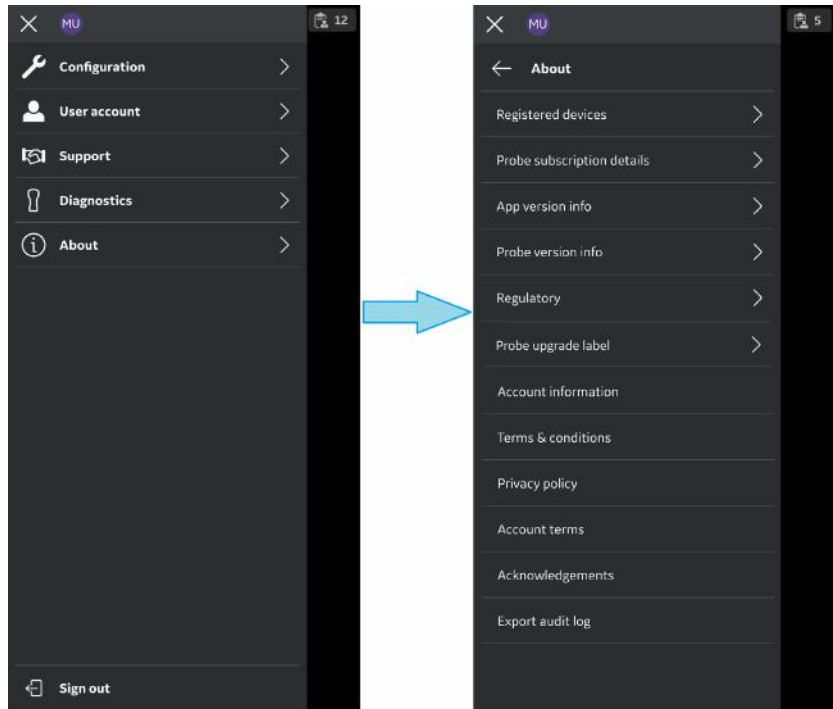 MU
12
Configuration
User account
Support
Diagnostics
About
Sign out
MU
5
About
Registered devices
Probe subscription details
App version info
Probe version info
Regulatory
Probe upgrade label
Account information
Terms & conditions
Privacy policy
Account terms
Acknowledgements
Export audit log